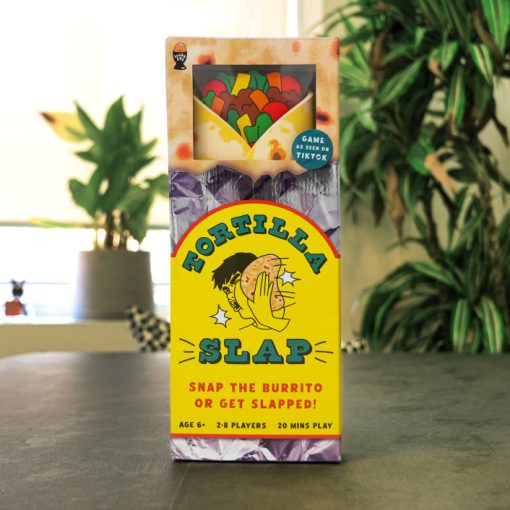 GAME
AS SEEN ON
TIKTOK
TORTILLA
SLAP
SNAP THE BURRITO
OR GET SLAPPED!
AGE 6+ 2-8 PLAYERS 20 MINS PLAY